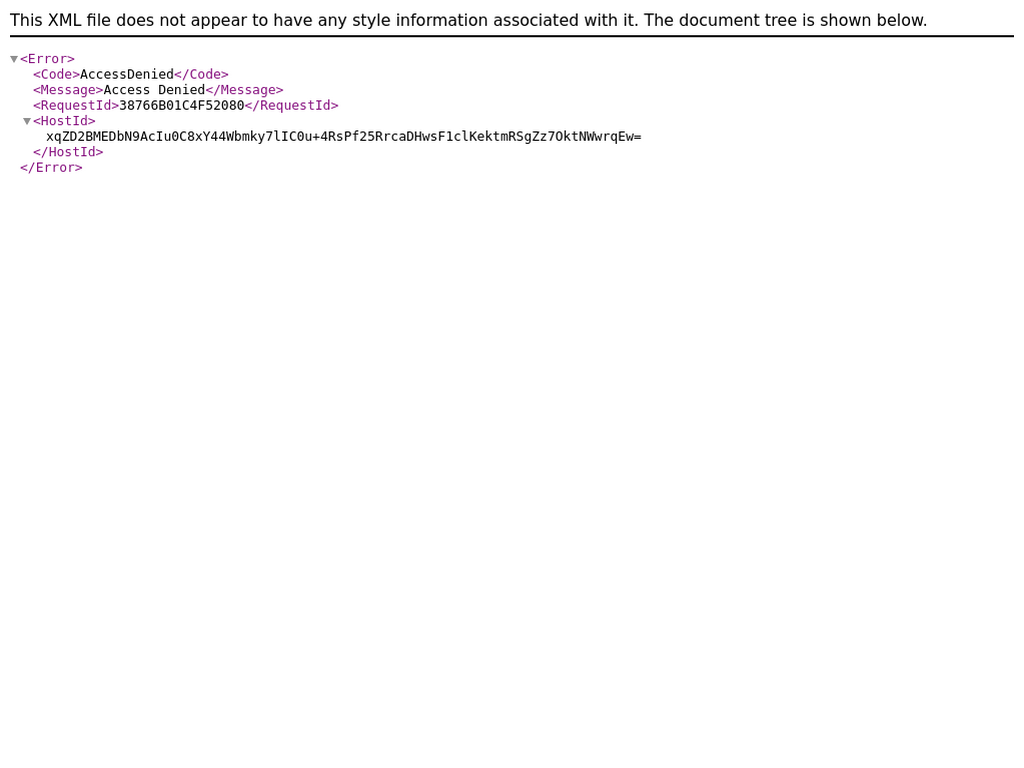 This XML file does not appear to have any style information associated with it. The document tree is shown below.
<Error>
<Code>AccessDenied</Code>
<Message>Access Denied</Message>
<RequestId>38766B01C4F52080</RequestId>
<HostId>
xqZD2BMEDbN9AcIu0C8xY44Wbmky7lIC0u+4RsPf25RrcaDHwsF1clKektmRSgZz7OktNWwrqEw=
</HostId>
</Error>